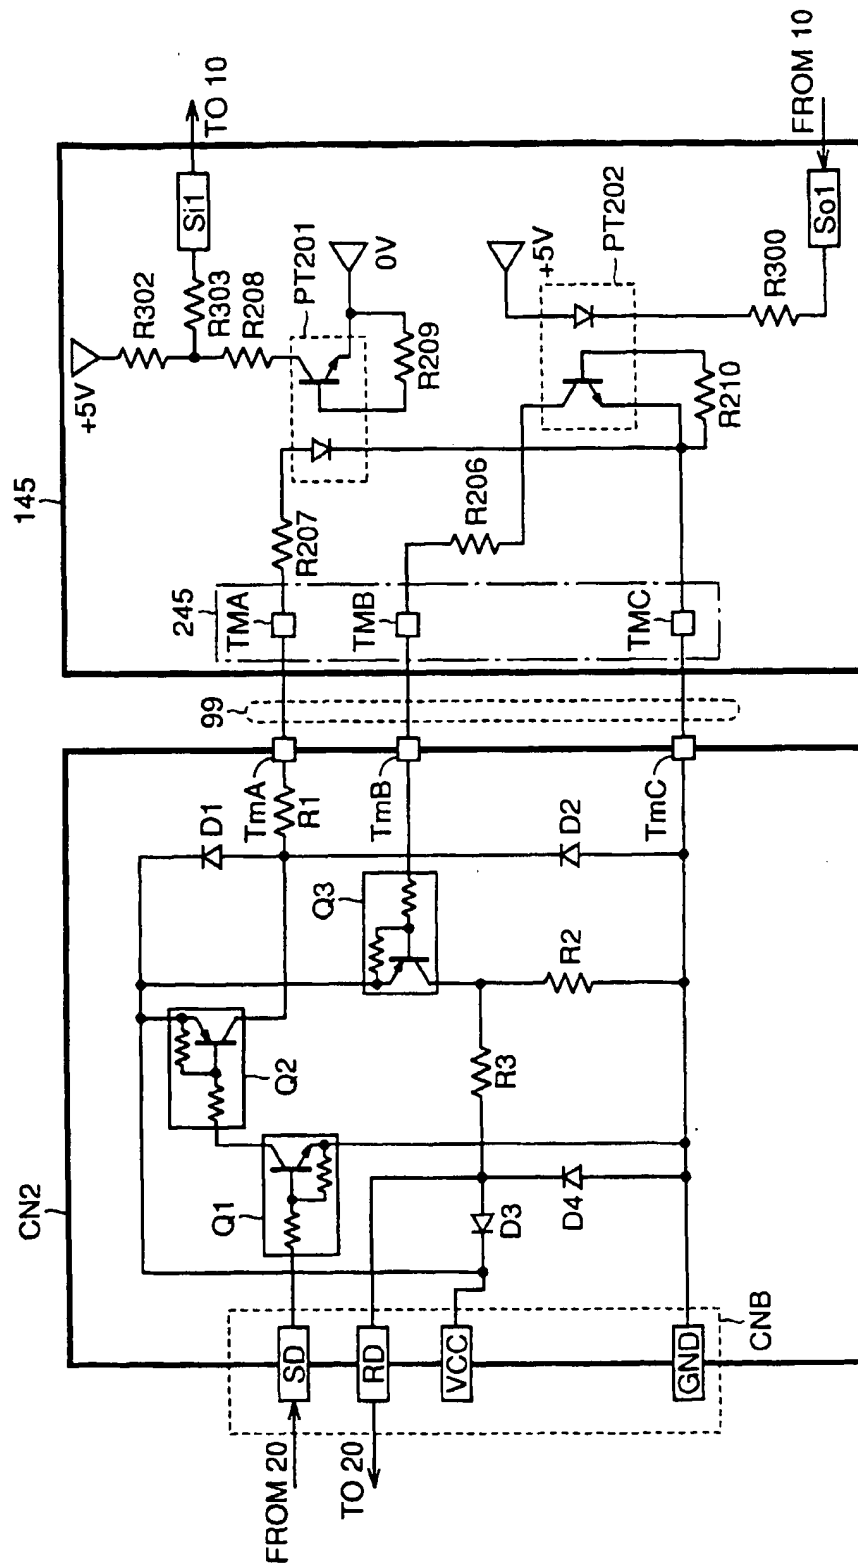 CN2
145
FROM 20
TO 20
SD
RD
VCC
GND
CNB
Q1
Q2
Q3
D1
D2
D3
D4
R1
R2
R3
TmA
TmB
TmC
99
245
TMA
TMB
TMC
R207
R206
PT201
PT202
R209
R210
0V
+5V
R302
R303
R208
+5V
R300
Si1
So1
TO 10
FROM 10